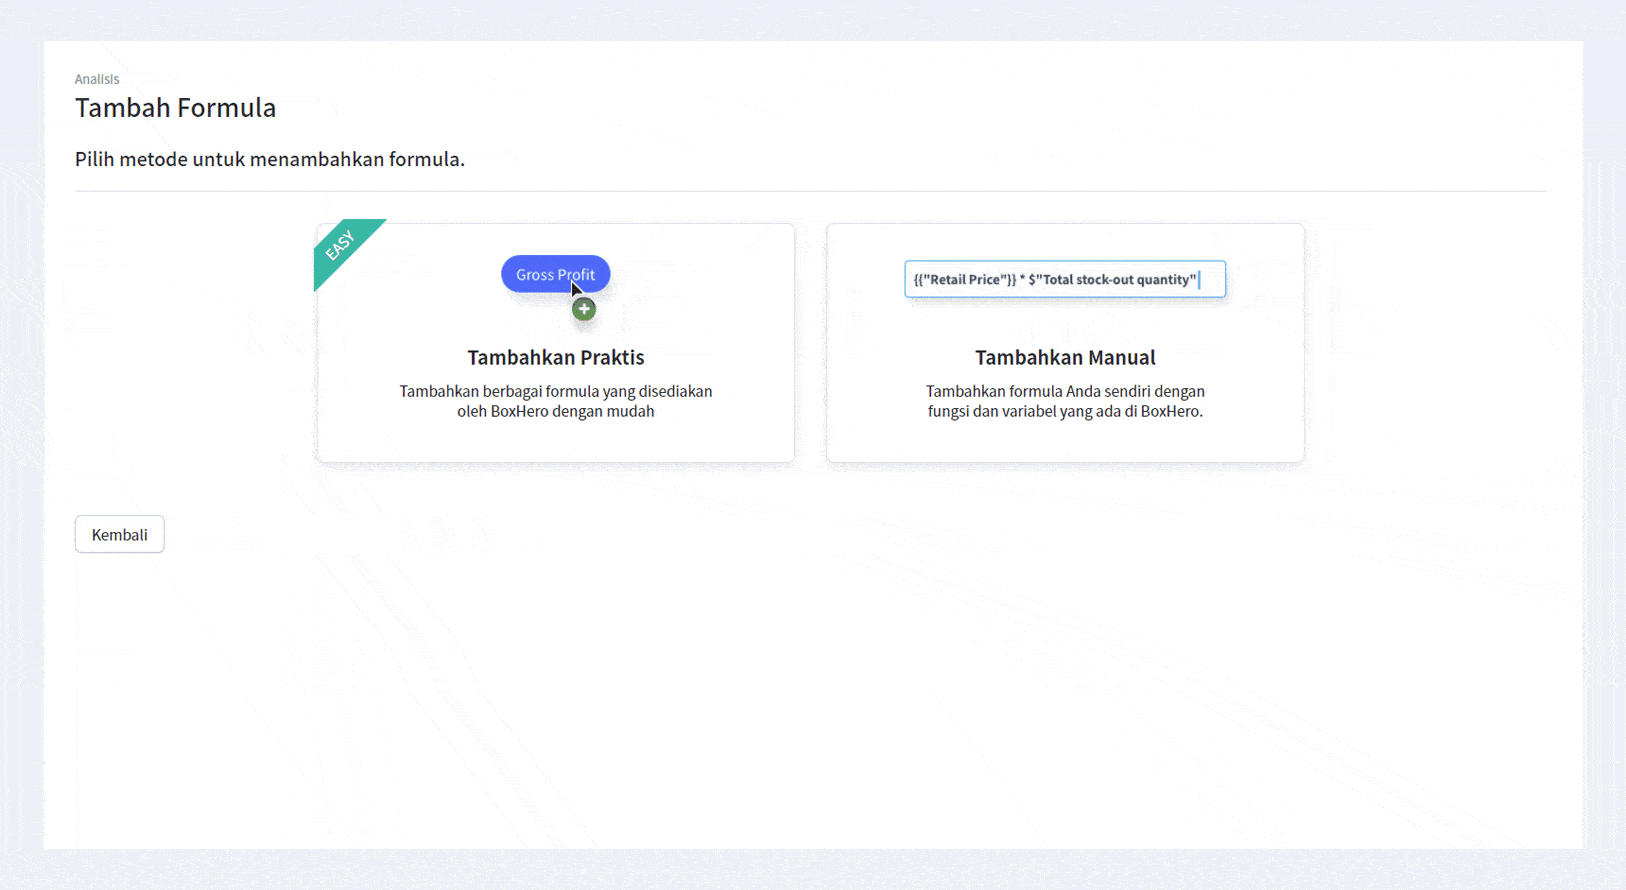 Analisis
Tambah Formula
Pilih metode untuk menambahkan formula.
EASY
Gross Profit
Tambahkan Praktis
Tambahkan berbagai formula yang disediakan
oleh BoxHero dengan mudah
{{"Retail Price"}} * $"Total stock-out quantity"
Tambahkan Manual
Tambahkan formula Anda sendiri dengan
fungsi dan variabel yang ada di BoxHero.
Kembali